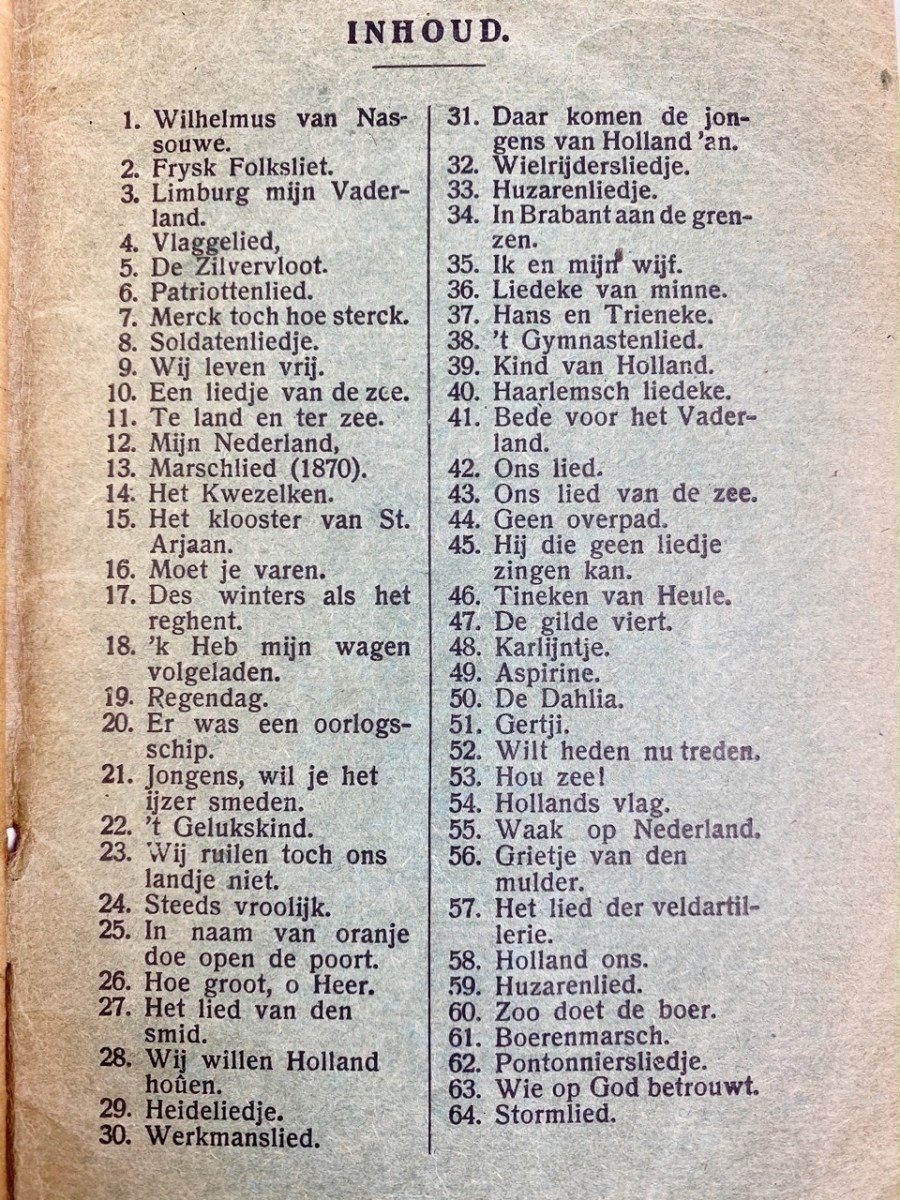 INHOUD.
1. Wilhelmus van Nas-
souwe.
2. Frysk Folksliet.
3. Limburg mijn Vader-
land.
4. Vlaggelied,
5. De Zilvervloot.
6. Patriottenlied.
7. Merck toch hoe sterck.
8. Soldatenliedje.
9. Wij leven vrij.
10. Een liedje van de zee.
11. Te land en ter zee.
12. Mijn Nederland,
13. Marschlied (1870).
14. Het Kwezelken.
15. Het klooster van St.
Arjaan.
16. Moet je varen.
17. Des winters als het
reghent.
18. 'k Heb mijn wagen
volgeladen.
19. Regendag.
20. Er was een oorlogs-
schip.
21. Jongens, wil je het
ijzer smeden.
22. 't Gelukskind.
23. Wij ruilen toch ons
landje niet.
24. Steeds vroolijk.
25. In naam van oranje
doe open de poort.
26. Hoe groot, o Heer.
27. Het lied van den
smid.
28. Wij willen Holland
hoûen.
29. Heideliedje.
30. Werkmanslied.
31. Daar komen de jon-
gens van Holland 'an.
32. Wielrijdersliedje.
33. Huzarenliedje.
34. In Brabant aan de gren-
zen.
35. Ik en mijn wijf.
36. Liedeke van minne.
37. Hans en Trieneke.
38. 't Gymnastenlied.
39. Kind van Holland.
40. Haarlemsch liedeke.
41. Bede voor het Vader-
land.
42. Ons lied.
43. Ons lied van de zee.
44. Geen overpad.
45. Hij die geen liedje
zingen kan.
46. Tineken van Heule.
47. De gilde viert.
48. Karlijntje.
49. Aspirine.
50. De Dahlia.
51. Gertji.
52. Wilt heden nu treden.
53. Hou zee!
54. Hollands vlag.
55. Waak op Nederland.
56. Grietje van den
mulder.
57. Het lied der veldartil-
lerie.
58. Holland ons.
59. Huzarenlied.
60. Zoo doet de boer.
61. Boerenmarsch.
62. Pontonniersliedje.
63. Wie op God betrouwt.
64. Stormlied.